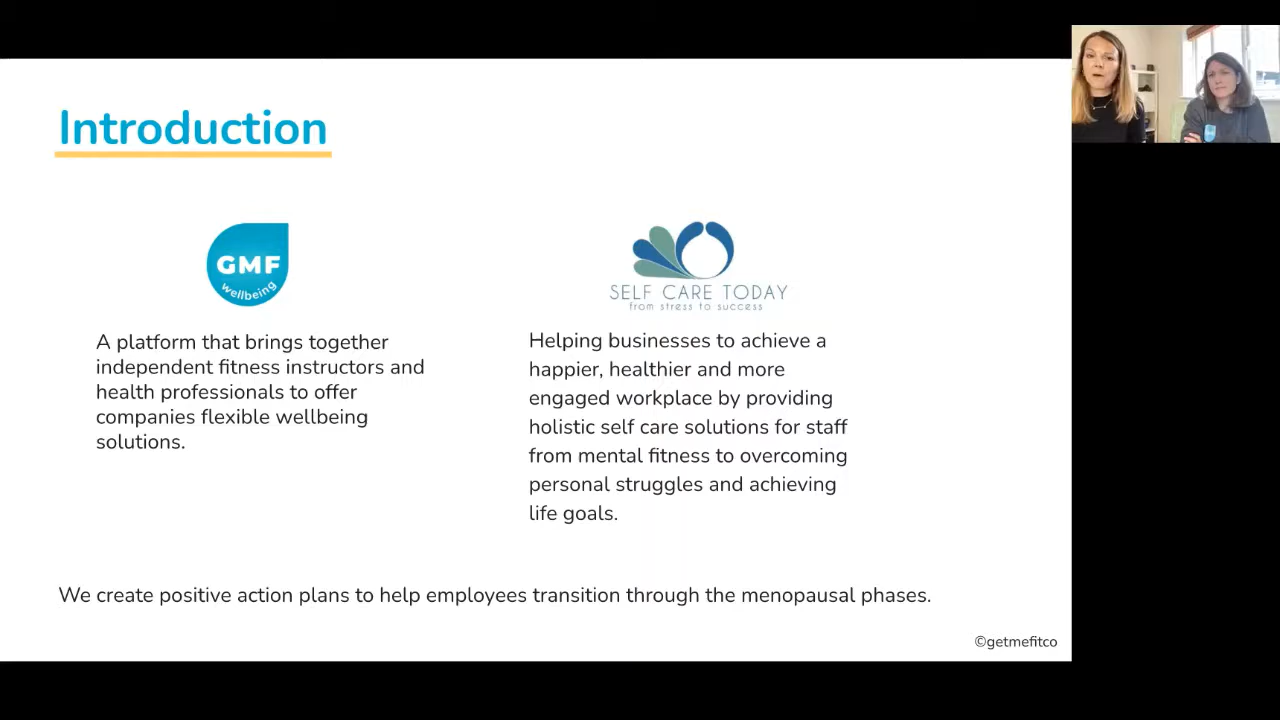 Introduction
GMF
wellbeing
A platform that brings together
independent fitness instructors and
health professionals to offer
companies flexible wellbeing
solutions.
SELF CARE TODAY
from stress to success
Helping businesses to achieve a
happier, healthier and more
engaged workplace by providing
holistic self care solutions for staff
from mental fitness to overcoming
personal struggles and achieving
life goals.
We create positive action plans to help employees transition through the menopausal phases.
©getmefitco